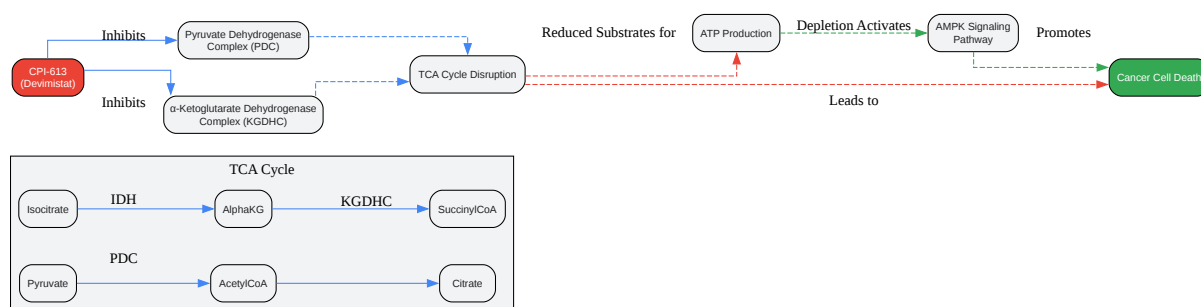 Inhibits
Pyruvate Dehydrogenase
Complex (PDC)
Reduced Substrates for
ATP Production
Depletion Activates
AMPK Signaling
Pathway
Promotes
CPI-613
(Devimistat)
TCA Cycle Disruption
Cancer Cell Death
Inhibits
α-Ketoglutarate Dehydrogenase
Complex (KGDHC)
Leads to
TCA Cycle
Isocitrate
IDH
AlphaKG
KGDHC
SuccinylCoA
PDC
Pyruvate
AcetylCoA
Citrate